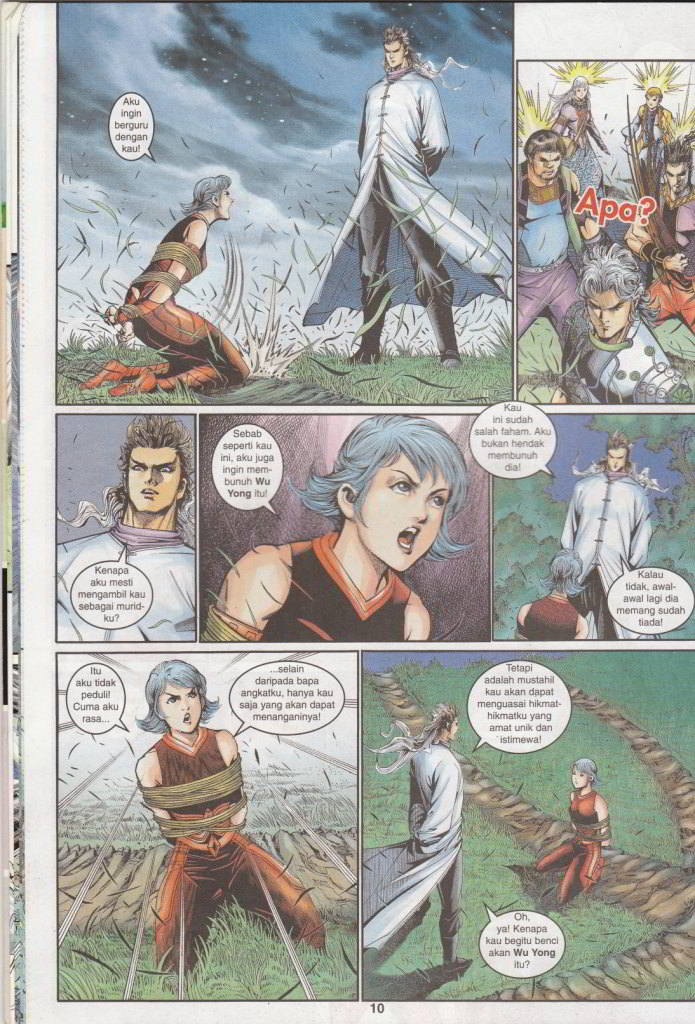 Aku
ingin
berguru
dengan
kau!
Apa?
Kenapa
aku mesti
mengambil kau
sebagai murid-
ku?
Sebab
seperti kau
ini, aku juga
ingin mem-
bunuh Wu
Yong itu!
Kau
ini sudah
salah faham. Aku
bukan hendak
membunuh
dia!
Kalau
tidak, awal-
awal lagi dia
memang sudah
tiada!
Itu
aku tidak
peduli!
Cuma aku
rasa...
...selain
daripada bapa
angkatku, hanya kau
saja yang akan dapat
menanganinya!
Tetapi
adalah mustahil
kau akan dapat
menguasai hikmat-
hikmatku yang
amat unik dan
`istimewa!
Oh,
ya! Kenapa
kau begitu benci
akan Wu Yong
itu?
10